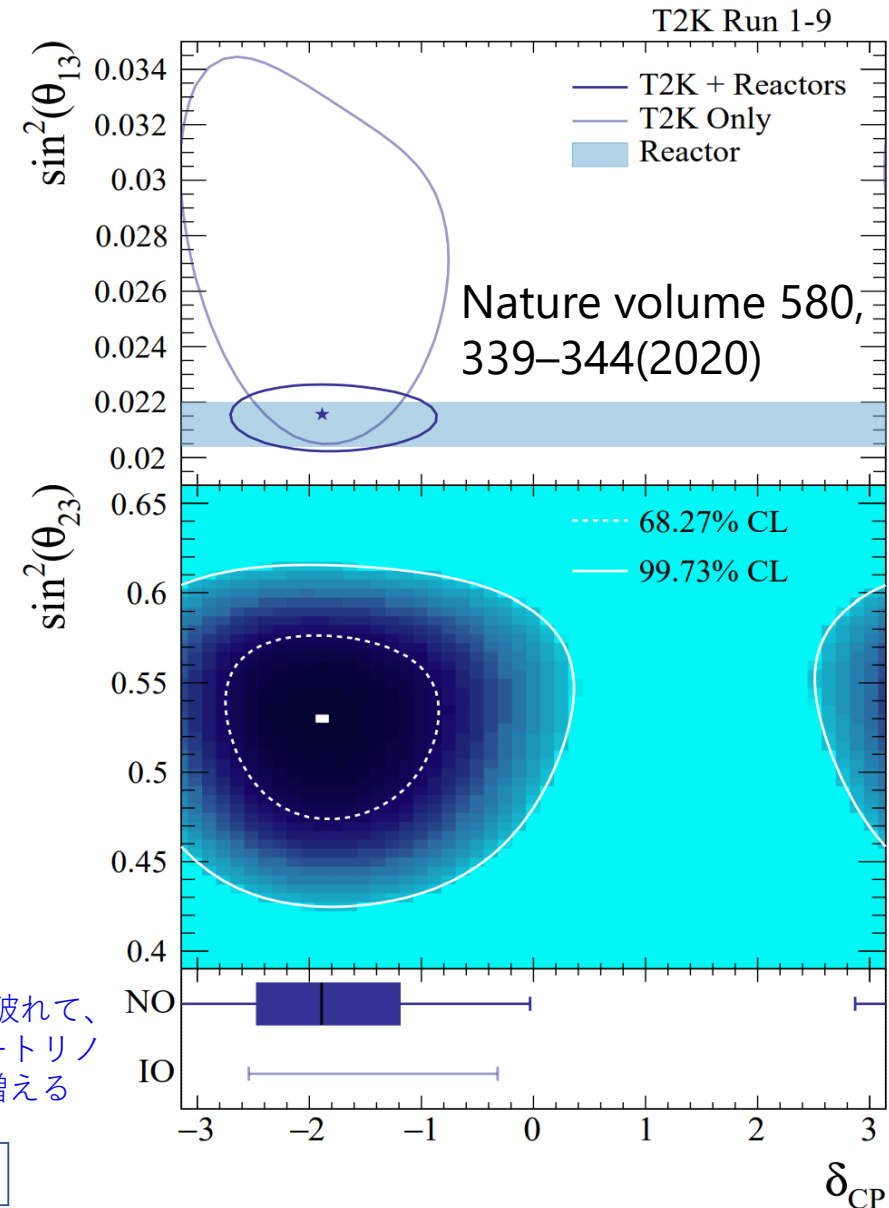 T2K Run 1-9
sin²(θ₁₃)
0.034
0.032
0.03
0.028
0.026
0.024
0.022
0.02
T2K + Reactors
T2K Only
Reactor
Nature volume 580,
339–344(2020)
sin²(θ₂₃)
0.65
0.6
0.55
0.5
0.45
0.4
68.27% CL
99.73% CL
破れて、
ートリノ
増える
NO
IO
−3 −2 −1 0 1 2 3
δCP